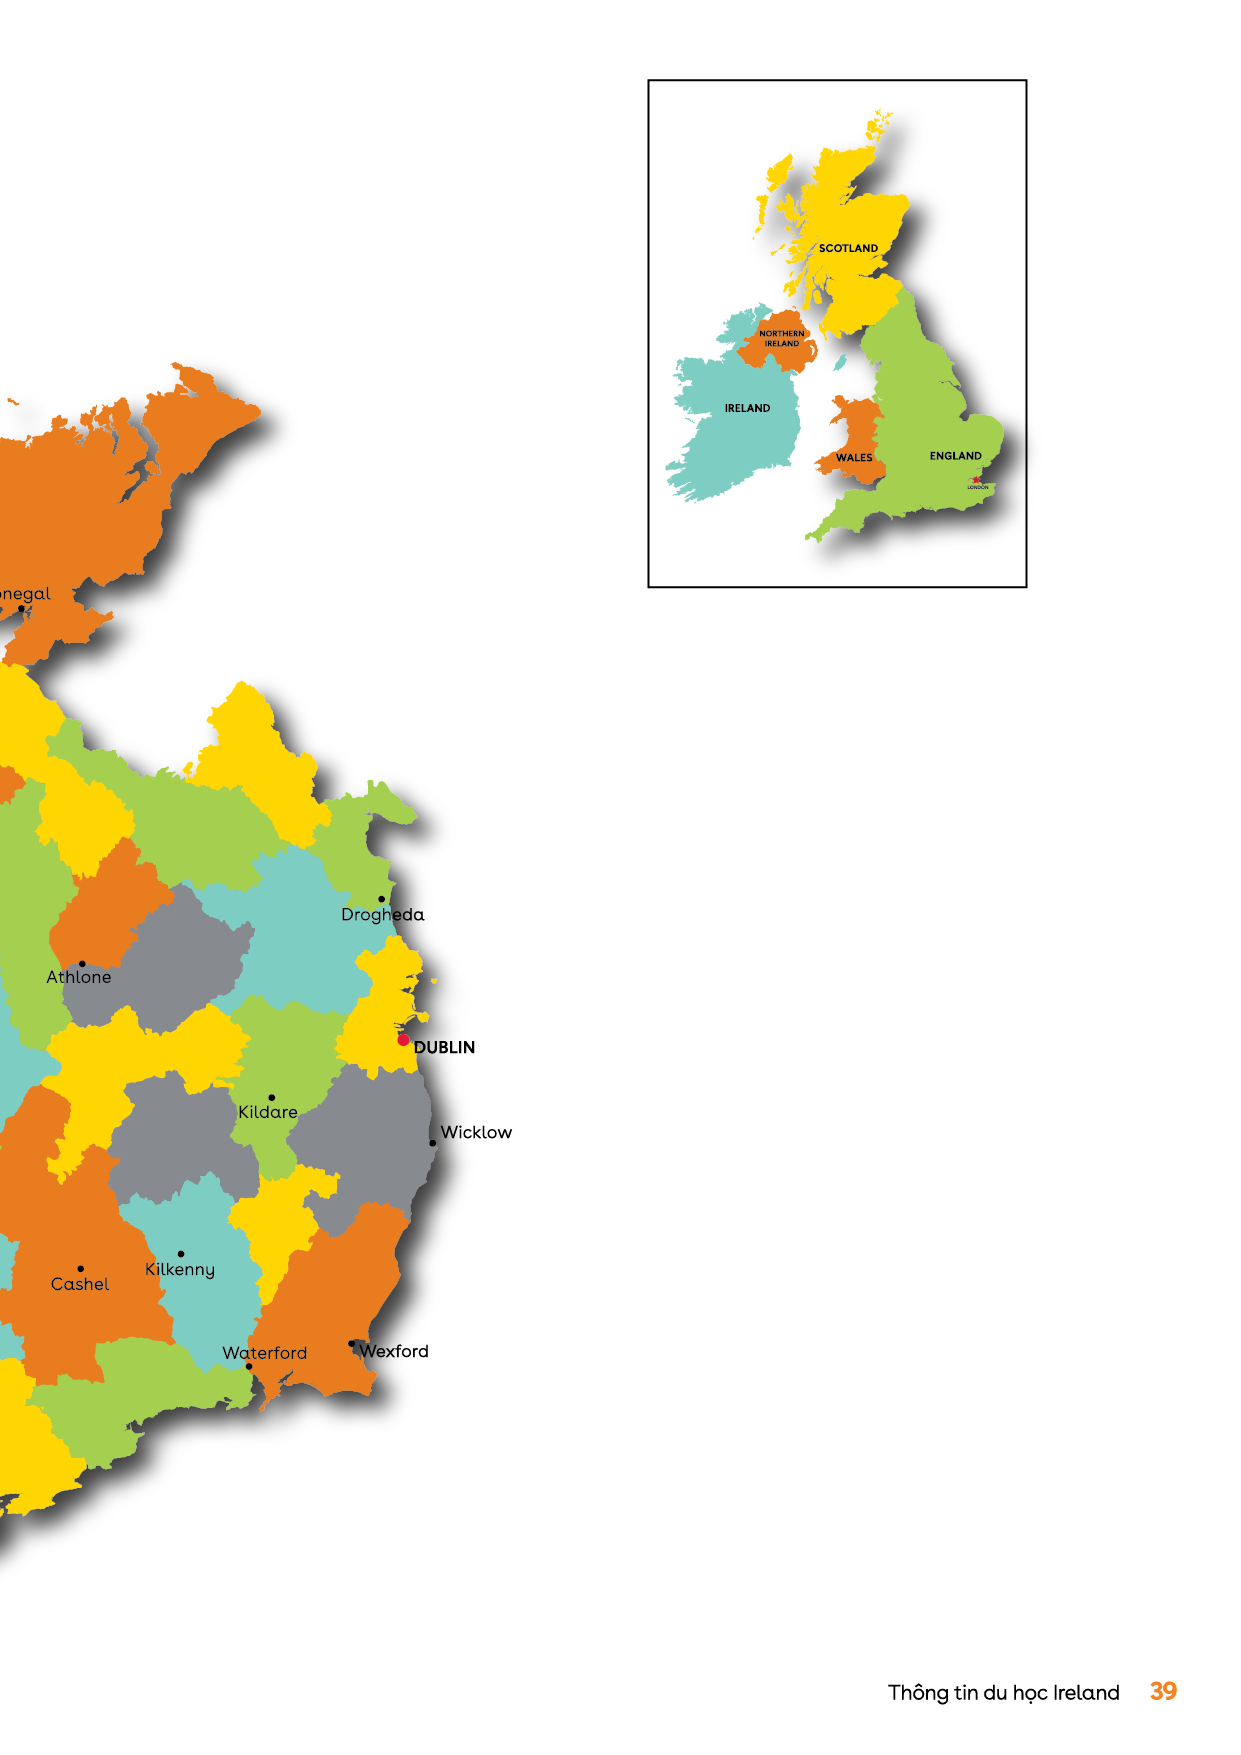 SCOTLAND
NORTHERN
IRELAND
IRELAND
WALES
ENGLAND
LONDON
onegal
Drogheda
Athlone
DUBLIN
Kildare
Wicklow
Kilkenny
Cashel
Waterford
Wexford
Thông tin du học Ireland 39